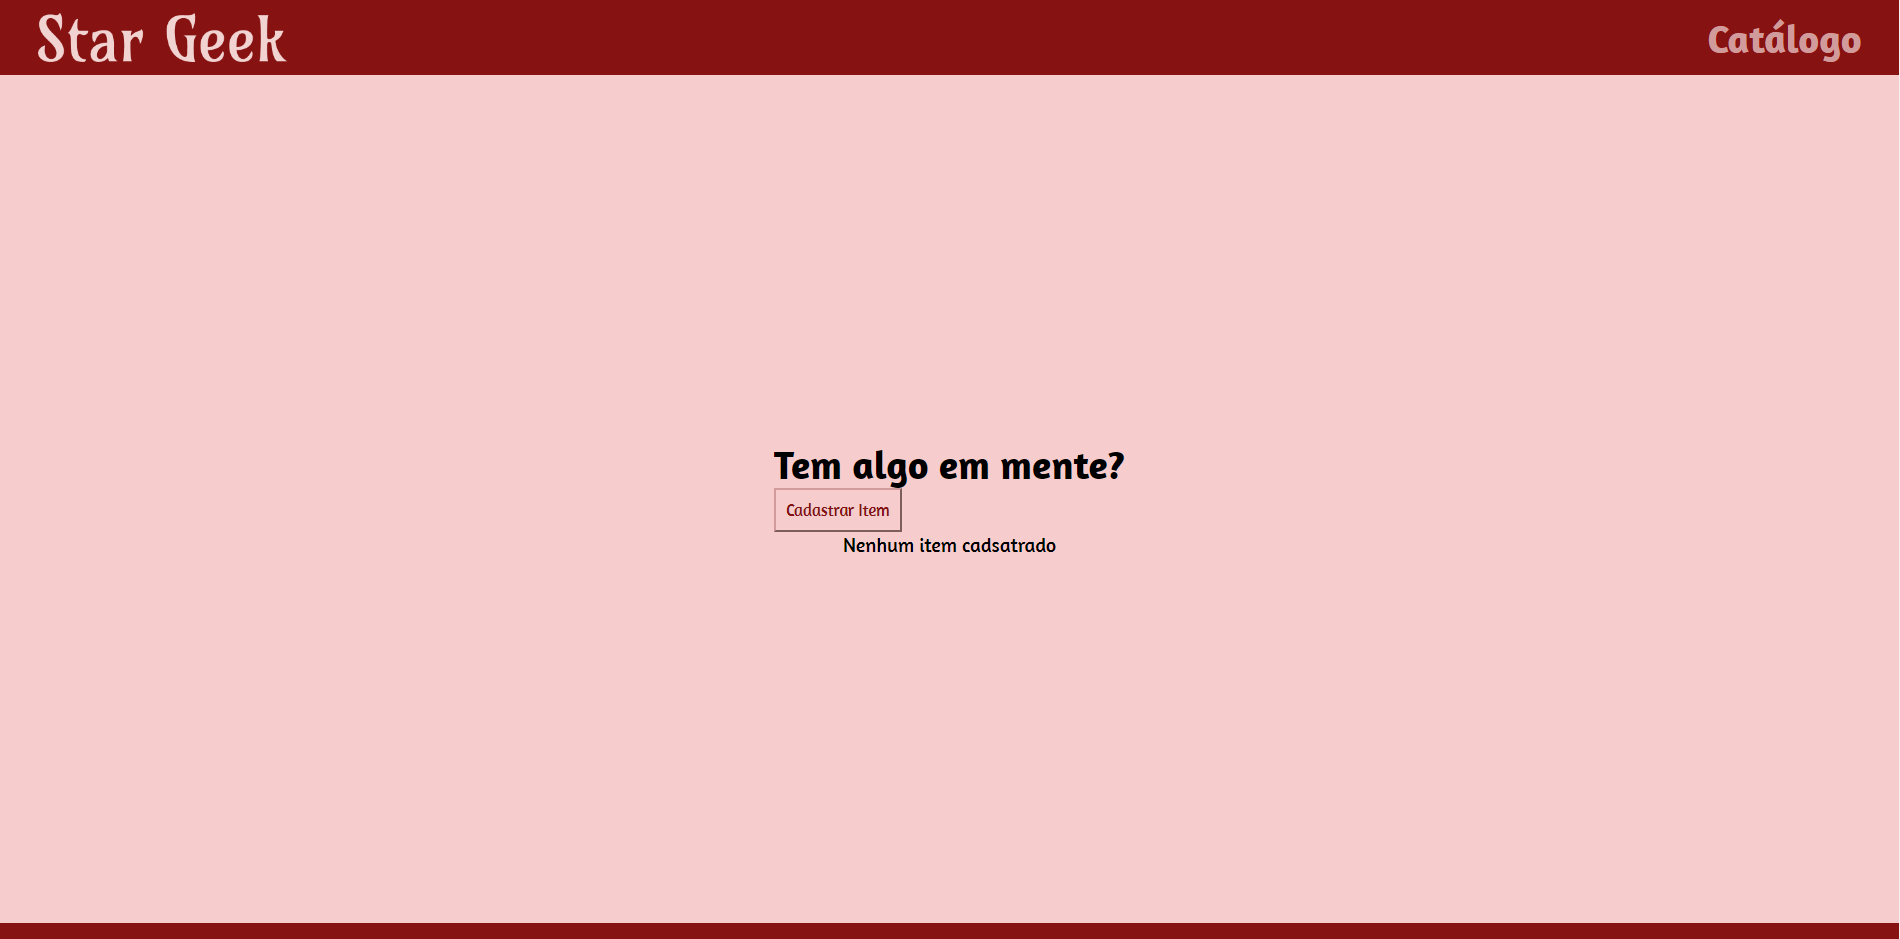 Star Geek
Catálogo
Tem algo em mente?
Cadastrar Item
Nenhum item cadsatrado